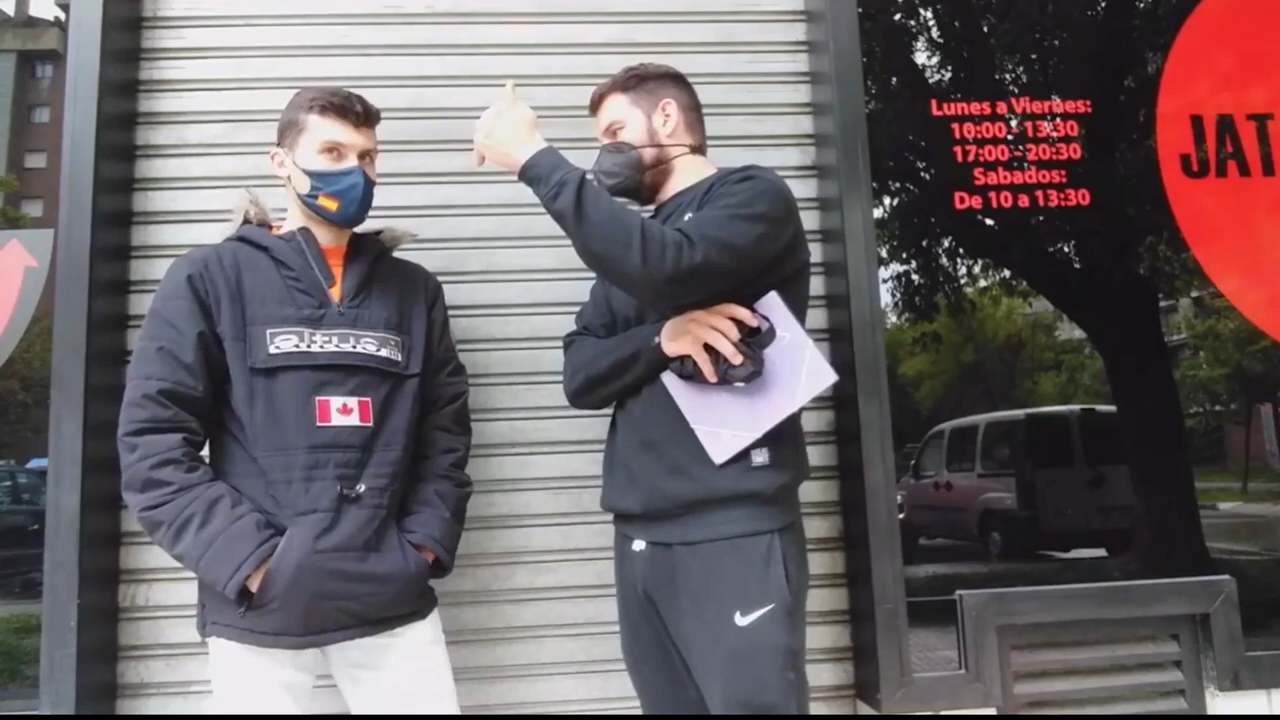 Lunes a Viernes:
10:00 - 13:30
17:00 - 20:30
Sabados:
De 10 a 13:30
JAT
altus